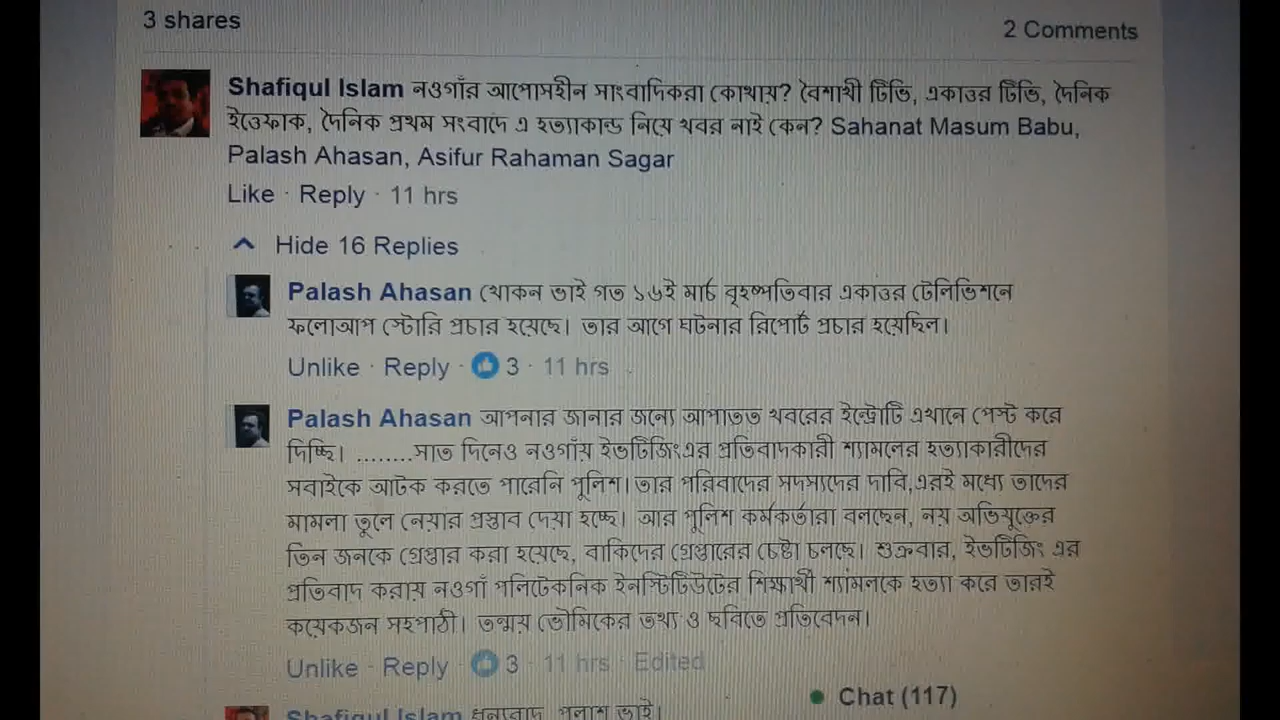 3 shares
2 Comments
Shafiqul Islam নওগাঁর আপোসহীন সাংবাদিকরা কোথায়? বৈশাখী টিভি, একাত্তর টিভি, দৈনিক
ইত্তেফাক, দৈনিক প্রথম সংবাদে এ হত্যাকান্ড নিয়ে খবর নাই কেন? Sahanat Masum Babu,
Palash Ahasan, Asifur Rahaman Sagar
Like · Reply · 11 hrs
Hide 16 Replies
Palash Ahasan খোকন ভাই গত ১৬ই মার্চ বৃহষ্পতিবার একাত্তর টেলিভিশনে
ফলোআপ স্টোরি প্রচার হয়েছে। তার আগে ঘটনার রিপোর্ট প্রচার হয়েছিল।
Unlike · Reply · 3 · 11 hrs
Palash Ahasan আপনার জানার জন্যে আপাতত খবরের ইন্ট্রোটি এখানে পেস্ট করে
দিচ্ছি। ........সাত দিনেও নওগাঁয় ইভটিজিংএর প্রতিবাদকারী শ্যামলের হত্যাকারীদের
সবাইকে আটক করতে পারেনি পুলিশ। তার পরিবাদের সদস্যদের দাবি,এরই মধ্যে তাদের
মামলা তুলে নেয়ার প্রস্তাব দেয়া হচ্ছে। আর পুলিশ কর্মকর্তারা বলছেন, নয় অভিযুক্তের
তিন জনকে গ্রেপ্তার করা হয়েছে, বাকিদের গ্রেপ্তারের চেষ্টা চলছে। শুক্রবার, ইভটিজিং এর
প্রতিবাদ করায় নওগাঁ পলিটেকনিক ইনস্টিটিউটের শিক্ষার্থী শ্যামলকে হত্যা করে তারই
কয়েকজন সহপাঠী। তন্ময় ভৌমিকের তথ্য ও ছবিতে প্রতিবেদন।
Unlike · Reply · 3 · 11 hrs · Edited
Chat (117)
Shafiqul Islam ধন্যবাদ পলাশ ভাই।